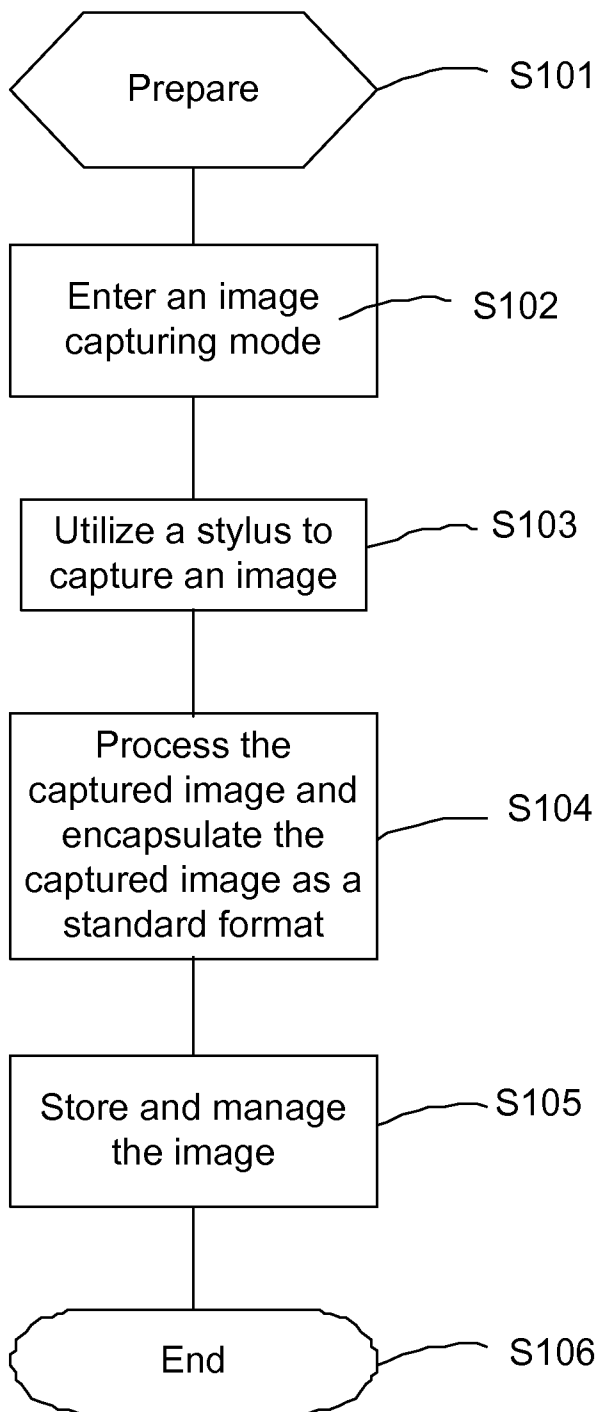 Prepare
S101
Enter an image
capturing mode
S102
Utilize a stylus to
capture an image
S103
Process the
captured image and
encapsulate the
captured image as a
standard format
S104
Store and manage
the image
S105
End
S106